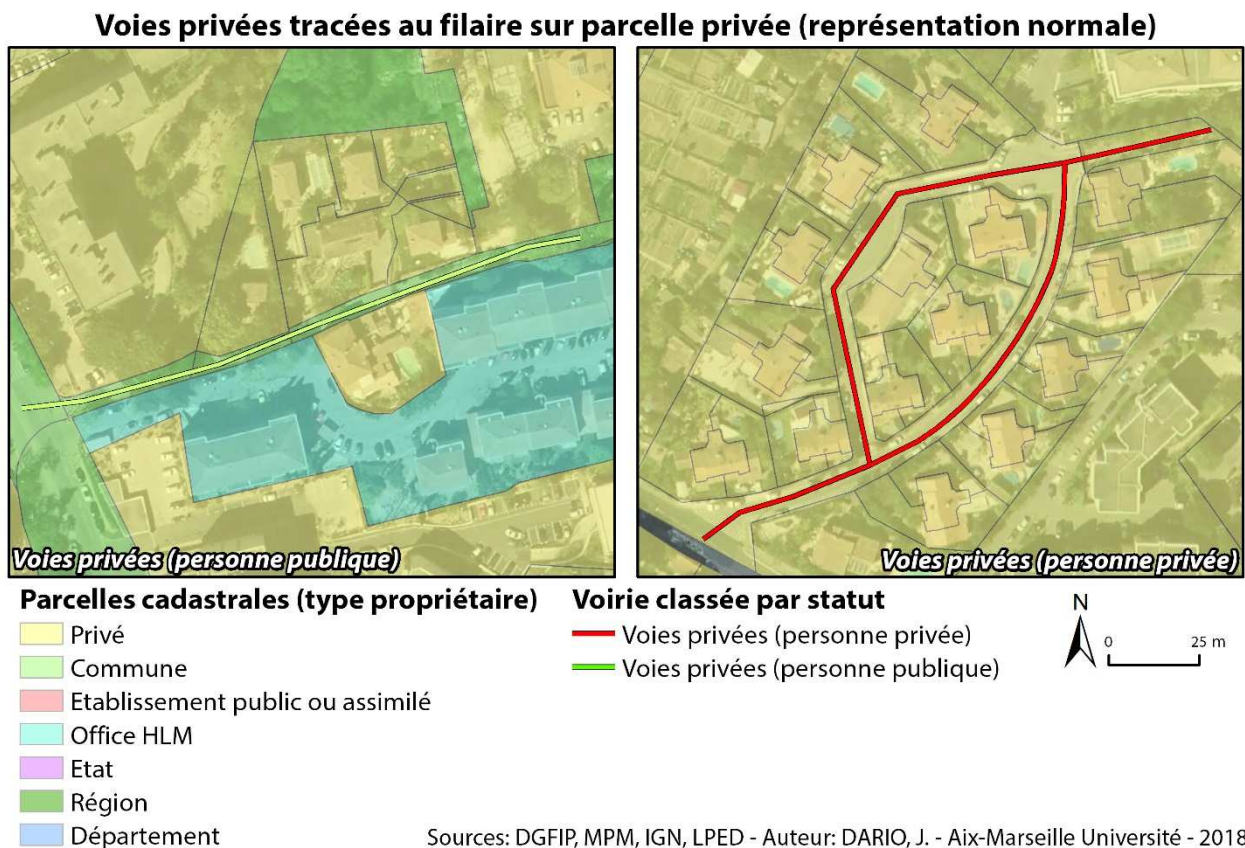 Voies privées tracées au filaire sur parcelle privée (représentation normale)
Voies privées (personne publique)
Voies privées (personne privée)
Parcelles cadastrales (type propriétaire)
Privé
Commune
Etablissement public ou assimilé
Office HLM
Etat
Région
Département
Voirie classée par statut
Voies privées (personne privée)
Voies privées (personne publique)
N
0 25 m
Sources: DGFIP, MPM, IGN, LPED - Auteur: DARIO, J. - Aix-Marseille Université - 2018